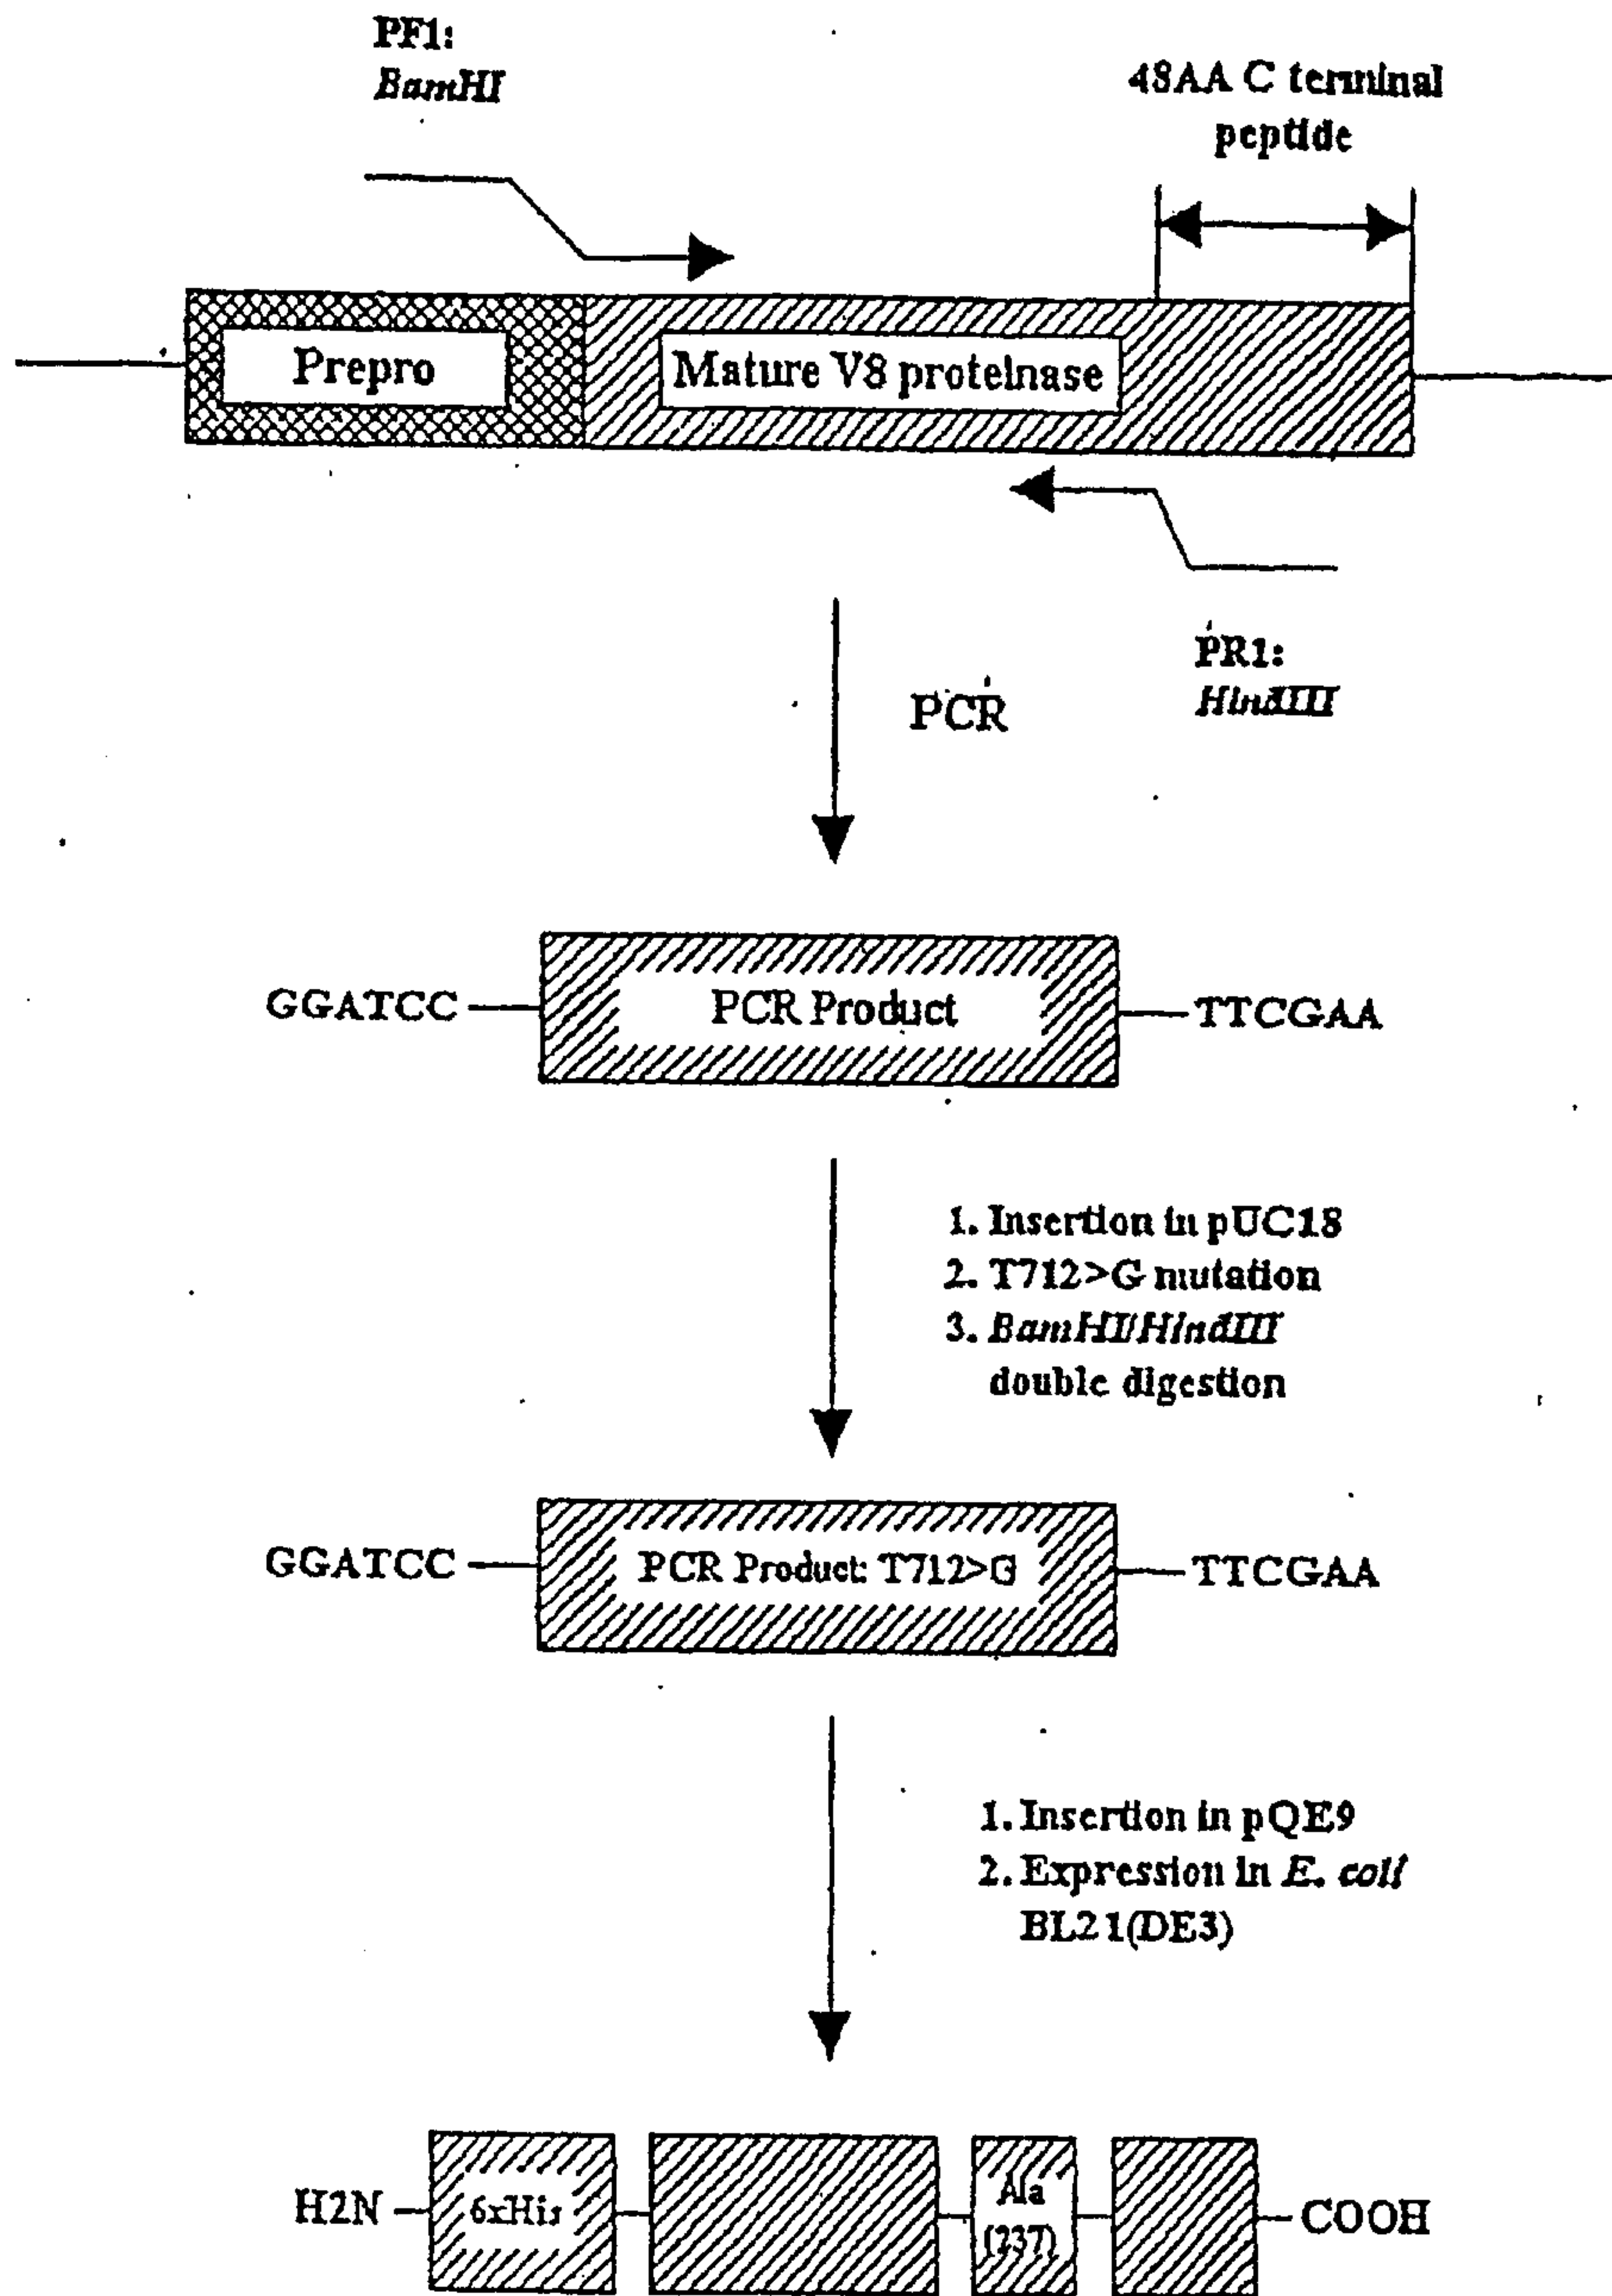 PF1:
BamHI
48AA C terminal
peptide
Prepro
Mature V8 proteinase
PR1:
HindIII
PCR
GGATCC
PCR Product
TTCGAA
1. Insertion in pUC18
2. T712>G mutation
3. BamHI/HindIII
double digestion
GGATCC
PCR Product: T712>G
TTCGAA
1. Insertion in pQE9
2. Expression in E. coli
BL21(DE3)
H2N
6xHis
Ala
(237)
COOH